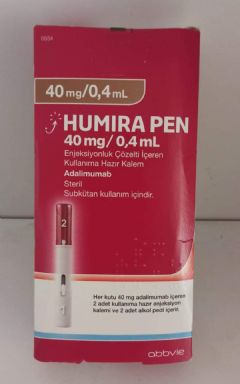 40 mg/0,4 mL
HUMIRA PEN
40 mg/ 0,4 mL
Enjeksiyonluk Çözelti İçeren
Kullanıma Hazır Kalem
Adalimumab
Steril
Subkütan kullanım içindir.
2
Her kutu 40 mg adalimumab içeren
2 adet kullanıma hazır enjeksiyon
kalemi ve 2 adet alkol pedi içerir.
abbvie